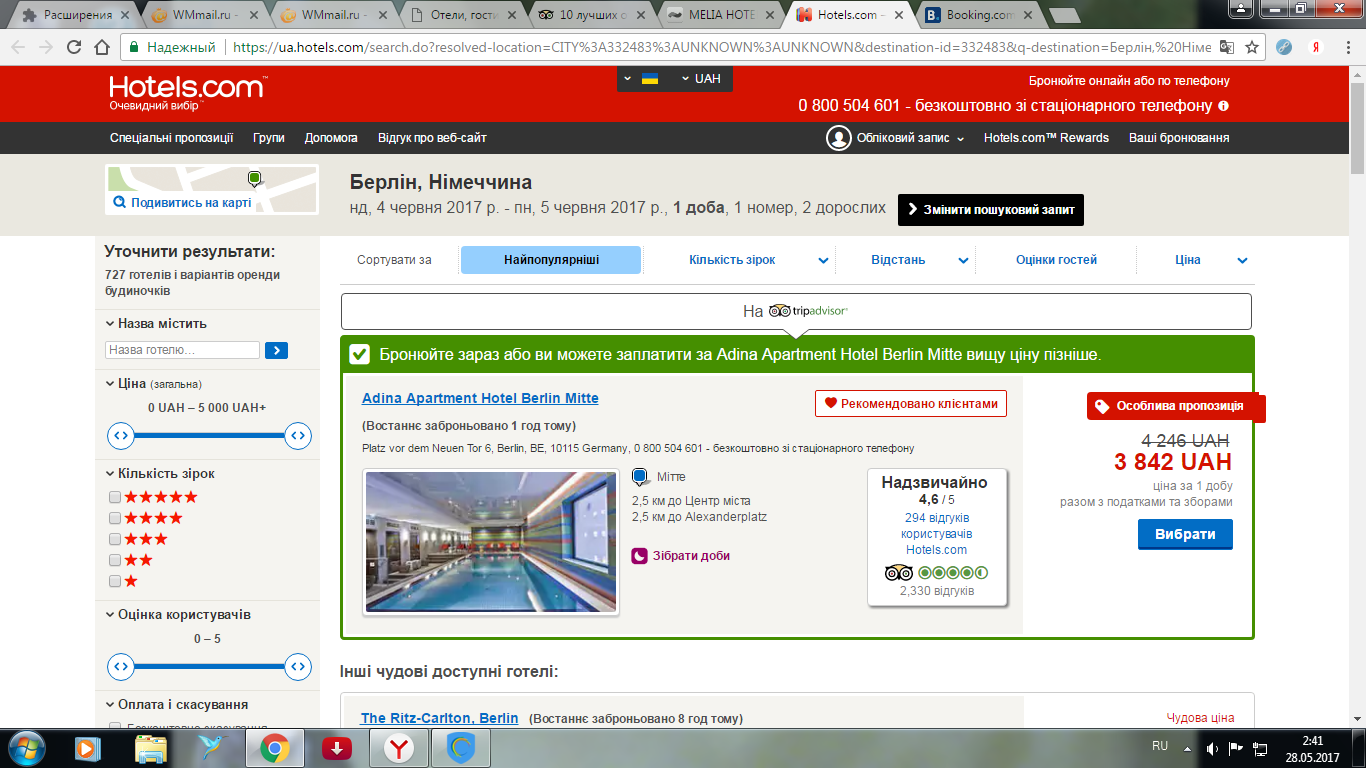 Расширения
WMmail.ru -
WMmail.ru -
Отели, гости
10 лучших о
MELIA HOTE
Hotels.com –
Booking.com
Надежный
https://ua.hotels.com/search.do?resolved-location=CITY%3A332483%3AUNKNOWN%3AUNKNOWN&destination-id=332483&q-destination=Берлін,%20Німе
Hotels.com™
Очевидний вибір™
UAH
Бронюйте онлайн або по телефону
0 800 504 601 - безкоштовно зі стаціонарного телефону
Спеціальні пропозиції Групи Допомога Відгук про веб-сайт
Обліковий запис Hotels.com™ Rewards Ваші бронювання
Подивитись на карті
Берлін, Німеччина
нд, 4 червня 2017 р. - пн, 5 червня 2017 р., 1 доба, 1 номер, 2 дорослих
Змінити пошуковий запит
Уточнити результати:
727 готелів і варіантів оренди
будиночків
Назва містить
Назва готелю...
Ціна (загальна)
0 UAH – 5 000 UAH+
Кількість зірок
Оцінка користувачів
0 – 5
Оплата і скасування
Безкоштовне скасування
Сортувати за Найпопулярніші Кількість зірок Відстань Оцінки гостей Ціна
На tripadvisor®
Бронюйте зараз або ви можете заплатити за Adina Apartment Hotel Berlin Mitte вищу ціну пізніше.
Adina Apartment Hotel Berlin Mitte
Рекомендовано клієнтами
(Востаннє заброньовано 1 год тому)
Platz vor dem Neuen Tor 6, Berlin, BE, 10115 Germany, 0 800 504 601 - безкоштовно зі стаціонарного телефону
Мітте
2,5 км до Центр міста
2,5 км до Alexanderplatz
Зібрати доби
Надзвичайно
4,6 / 5
294 відгуків
користувачів
Hotels.com
2,330 відгуків
Особлива пропозиція
4 246 UAH
3 842 UAH
ціна за 1 добу
разом з податками та зборами
Вибрати
Інші чудові доступні готелі:
The Ritz-Carlton, Berlin (Востаннє заброньовано 8 год тому)
Чудова ціна
RU
2:41
28.05.2017